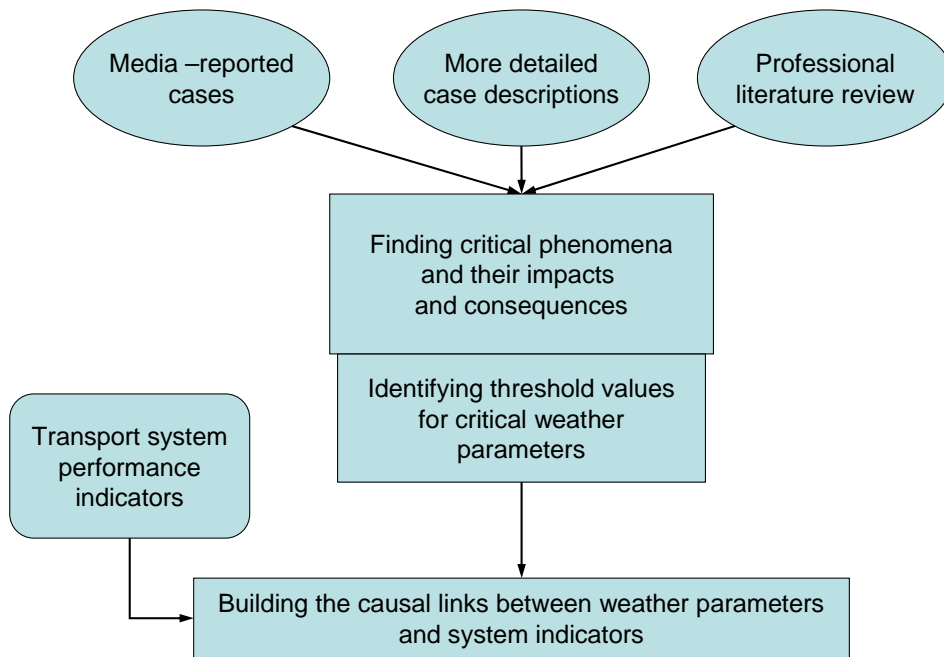 Media –reported
cases
More detailed
case descriptions
Professional
literature review
Finding critical phenomena
and their impacts
and consequences
Identifying threshold values
for critical weather
parameters
Transport system
performance
indicators
Building the causal links between weather parameters
and system indicators